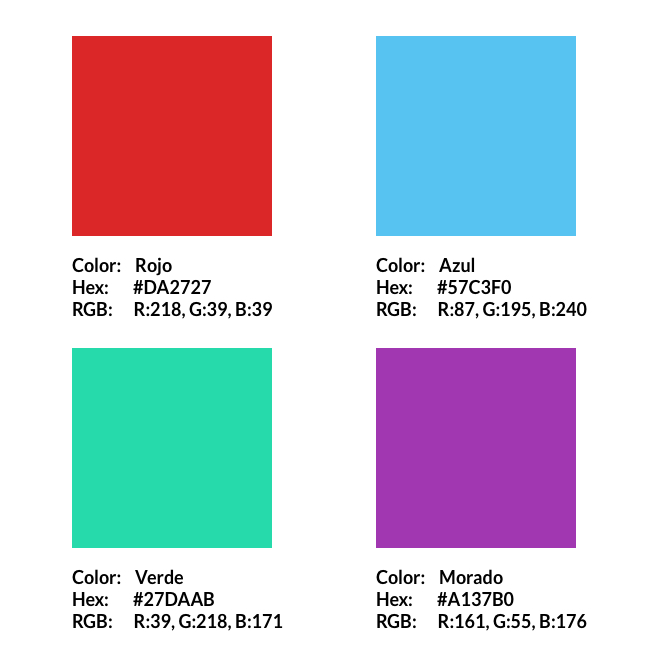 Color: Rojo
Hex: #DA2727
RGB: R:218, G:39, B:39
Color: Azul
Hex: #57C3F0
RGB: R:87, G:195, B:240
Color: Verde
Hex: #27DAAB
RGB: R:39, G:218, B:171
Color: Morado
Hex: #A137B0
RGB: R:161, G:55, B:176